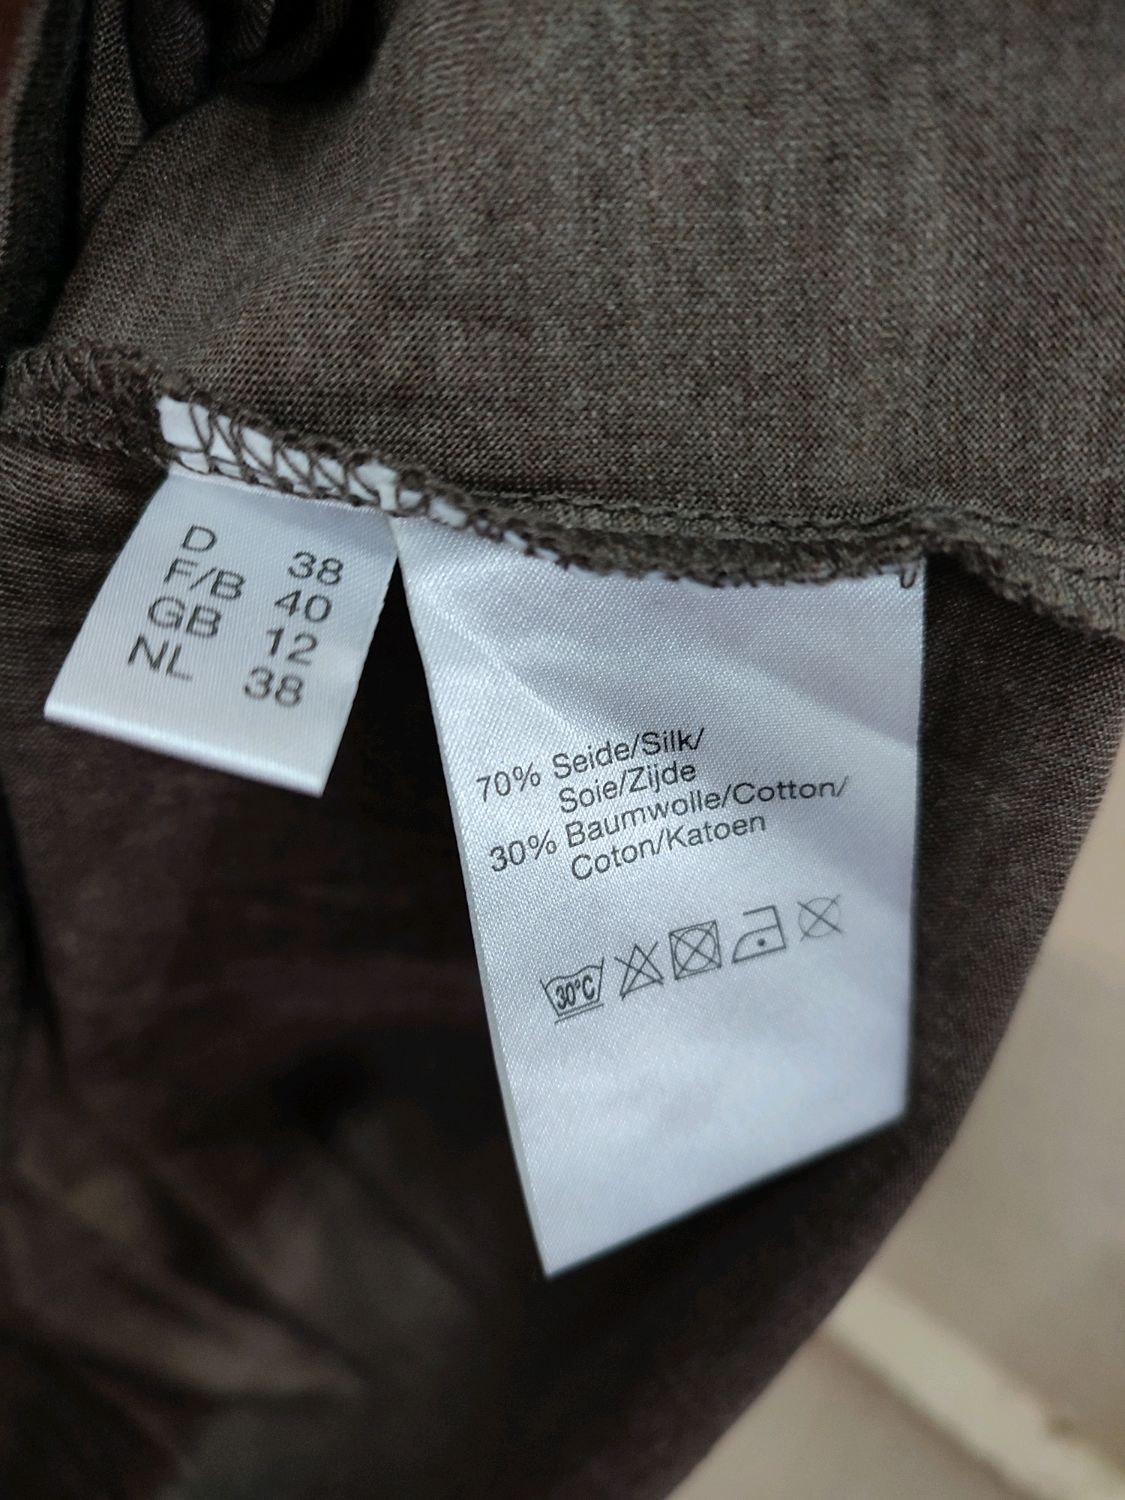 D 38
F/B 40
GB 12
NL 38
70% Seide/Silk/
Soie/Zijde
30% Baumwolle/Cotton/
Coton/Katoen
30°C